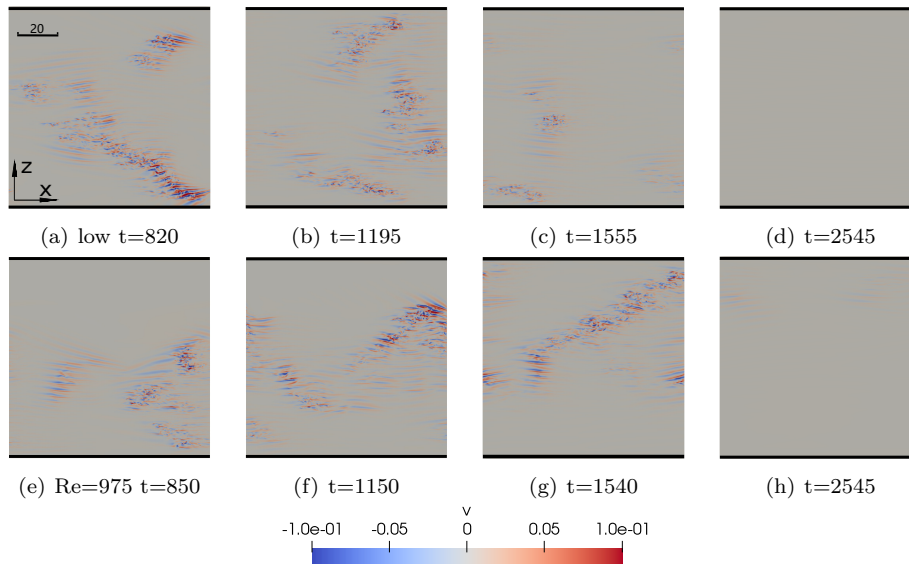 20
Z
X
(a) low t=820
(b) t=1195
(c) t=1555
(d) t=2545
(e) Re=975 t=850
(f) t=1150
(g) t=1540
(h) t=2545
v
-1.0e-01 -0.05 0 0.05 1.0e-01